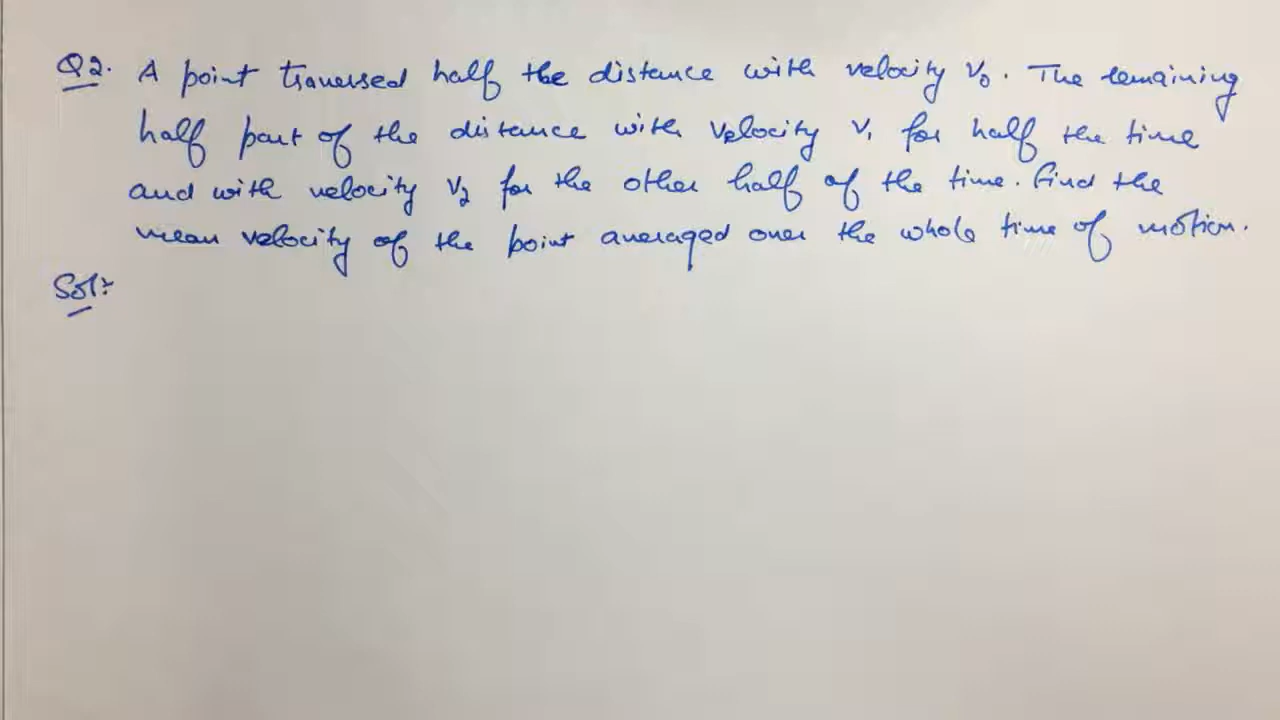 Q2. A point traversed half the distance with velocity v₀. The remaining
half part of the distance with velocity v₁ for half the time
and with velocity v₂ for the other half of the time. Find the
mean velocity of the point averaged over the whole time of motion.
Sol: